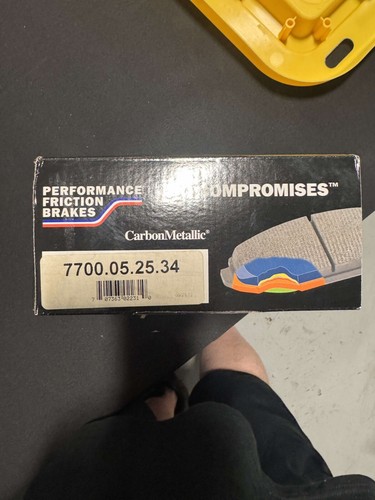 PERFORMANCE
FRICTION
BRAKES
COMPROMISES™
CarbonMetallic®
7700.05.25.34